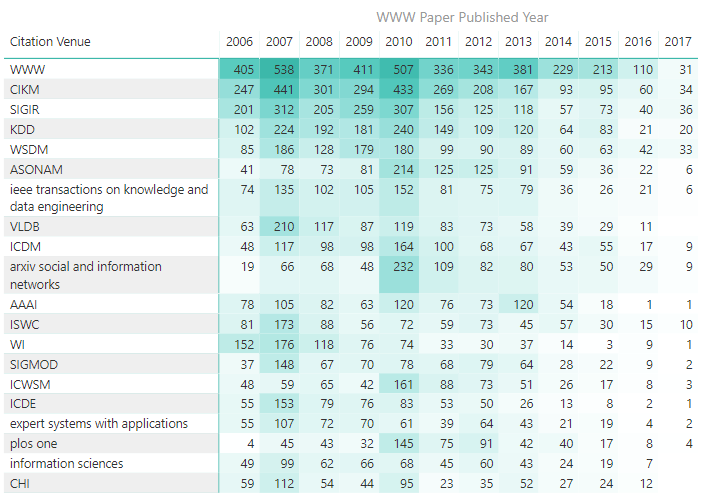 WWW Paper Published Year
Citation Venue 2006 2007 2008 2009 2010 2011 2012 2013 2014 2015 2016 2017
WWW 405 538 371 411 507 336 343 381 229 213 110 31
CIKM 247 441 301 294 433 269 208 167 93 95 60 34
SIGIR 201 312 205 259 307 156 125 118 57 73 40 36
KDD 102 224 192 181 240 149 109 120 64 83 21 20
WSDM 85 186 128 179 180 99 90 89 60 63 42 33
ASONAM 41 78 73 81 214 125 125 91 59 36 22 6
ieee transactions on knowledge and 74 135 102 105 152 81 75 79 36 26 21 6
data engineering
VLDB 63 210 117 87 119 83 73 58 39 29 11
ICDM 48 117 98 98 164 100 68 67 43 55 17 9
arxiv social and information 19 66 68 48 232 109 82 80 53 50 29 9
networks
AAAI 78 105 82 63 120 76 73 120 54 18 1 1
ISWC 81 173 88 56 72 59 73 45 57 30 15 10
WI 152 176 118 76 74 33 30 37 14 3 9 1
SIGMOD 37 148 67 70 78 68 79 64 28 22 9 2
ICWSM 48 59 65 42 161 88 73 51 26 17 8 3
ICDE 55 153 79 76 83 53 50 26 13 8 2 1
expert systems with applications 55 107 72 70 61 39 64 43 21 19 4 2
plos one 4 45 43 32 145 75 91 42 40 17 8 4
information sciences 49 99 62 66 68 45 60 43 24 19 7
CHI 59 112 54 44 95 23 35 52 27 24 12